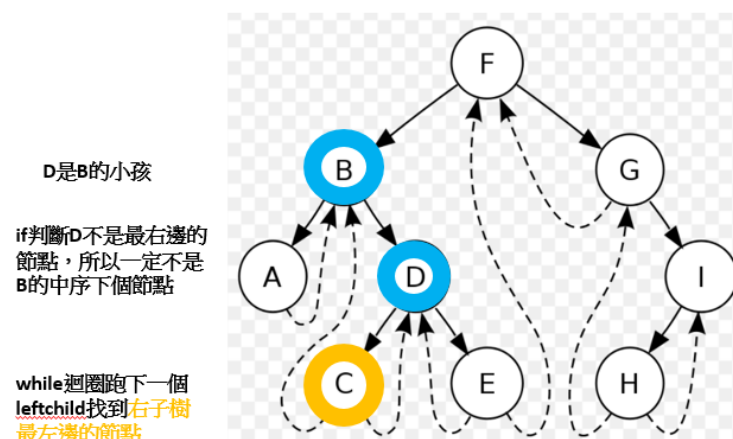 F
D是B的小孩
B
G
if判斷D不是最右邊的
節點，所以一定不是
B的中序下個節點
A
D
I
while迴圈跑下一個
leftchild找到右子樹
最左邊的節點
C
E
H